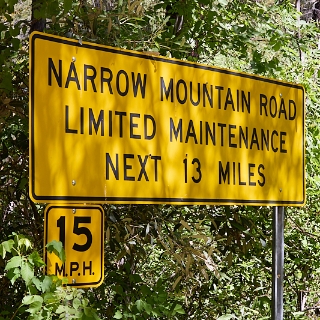 NARROW MOUNTAIN ROAD
LIMITED MAINTENANCE
NEXT 13 MILES
15
M.P.H.